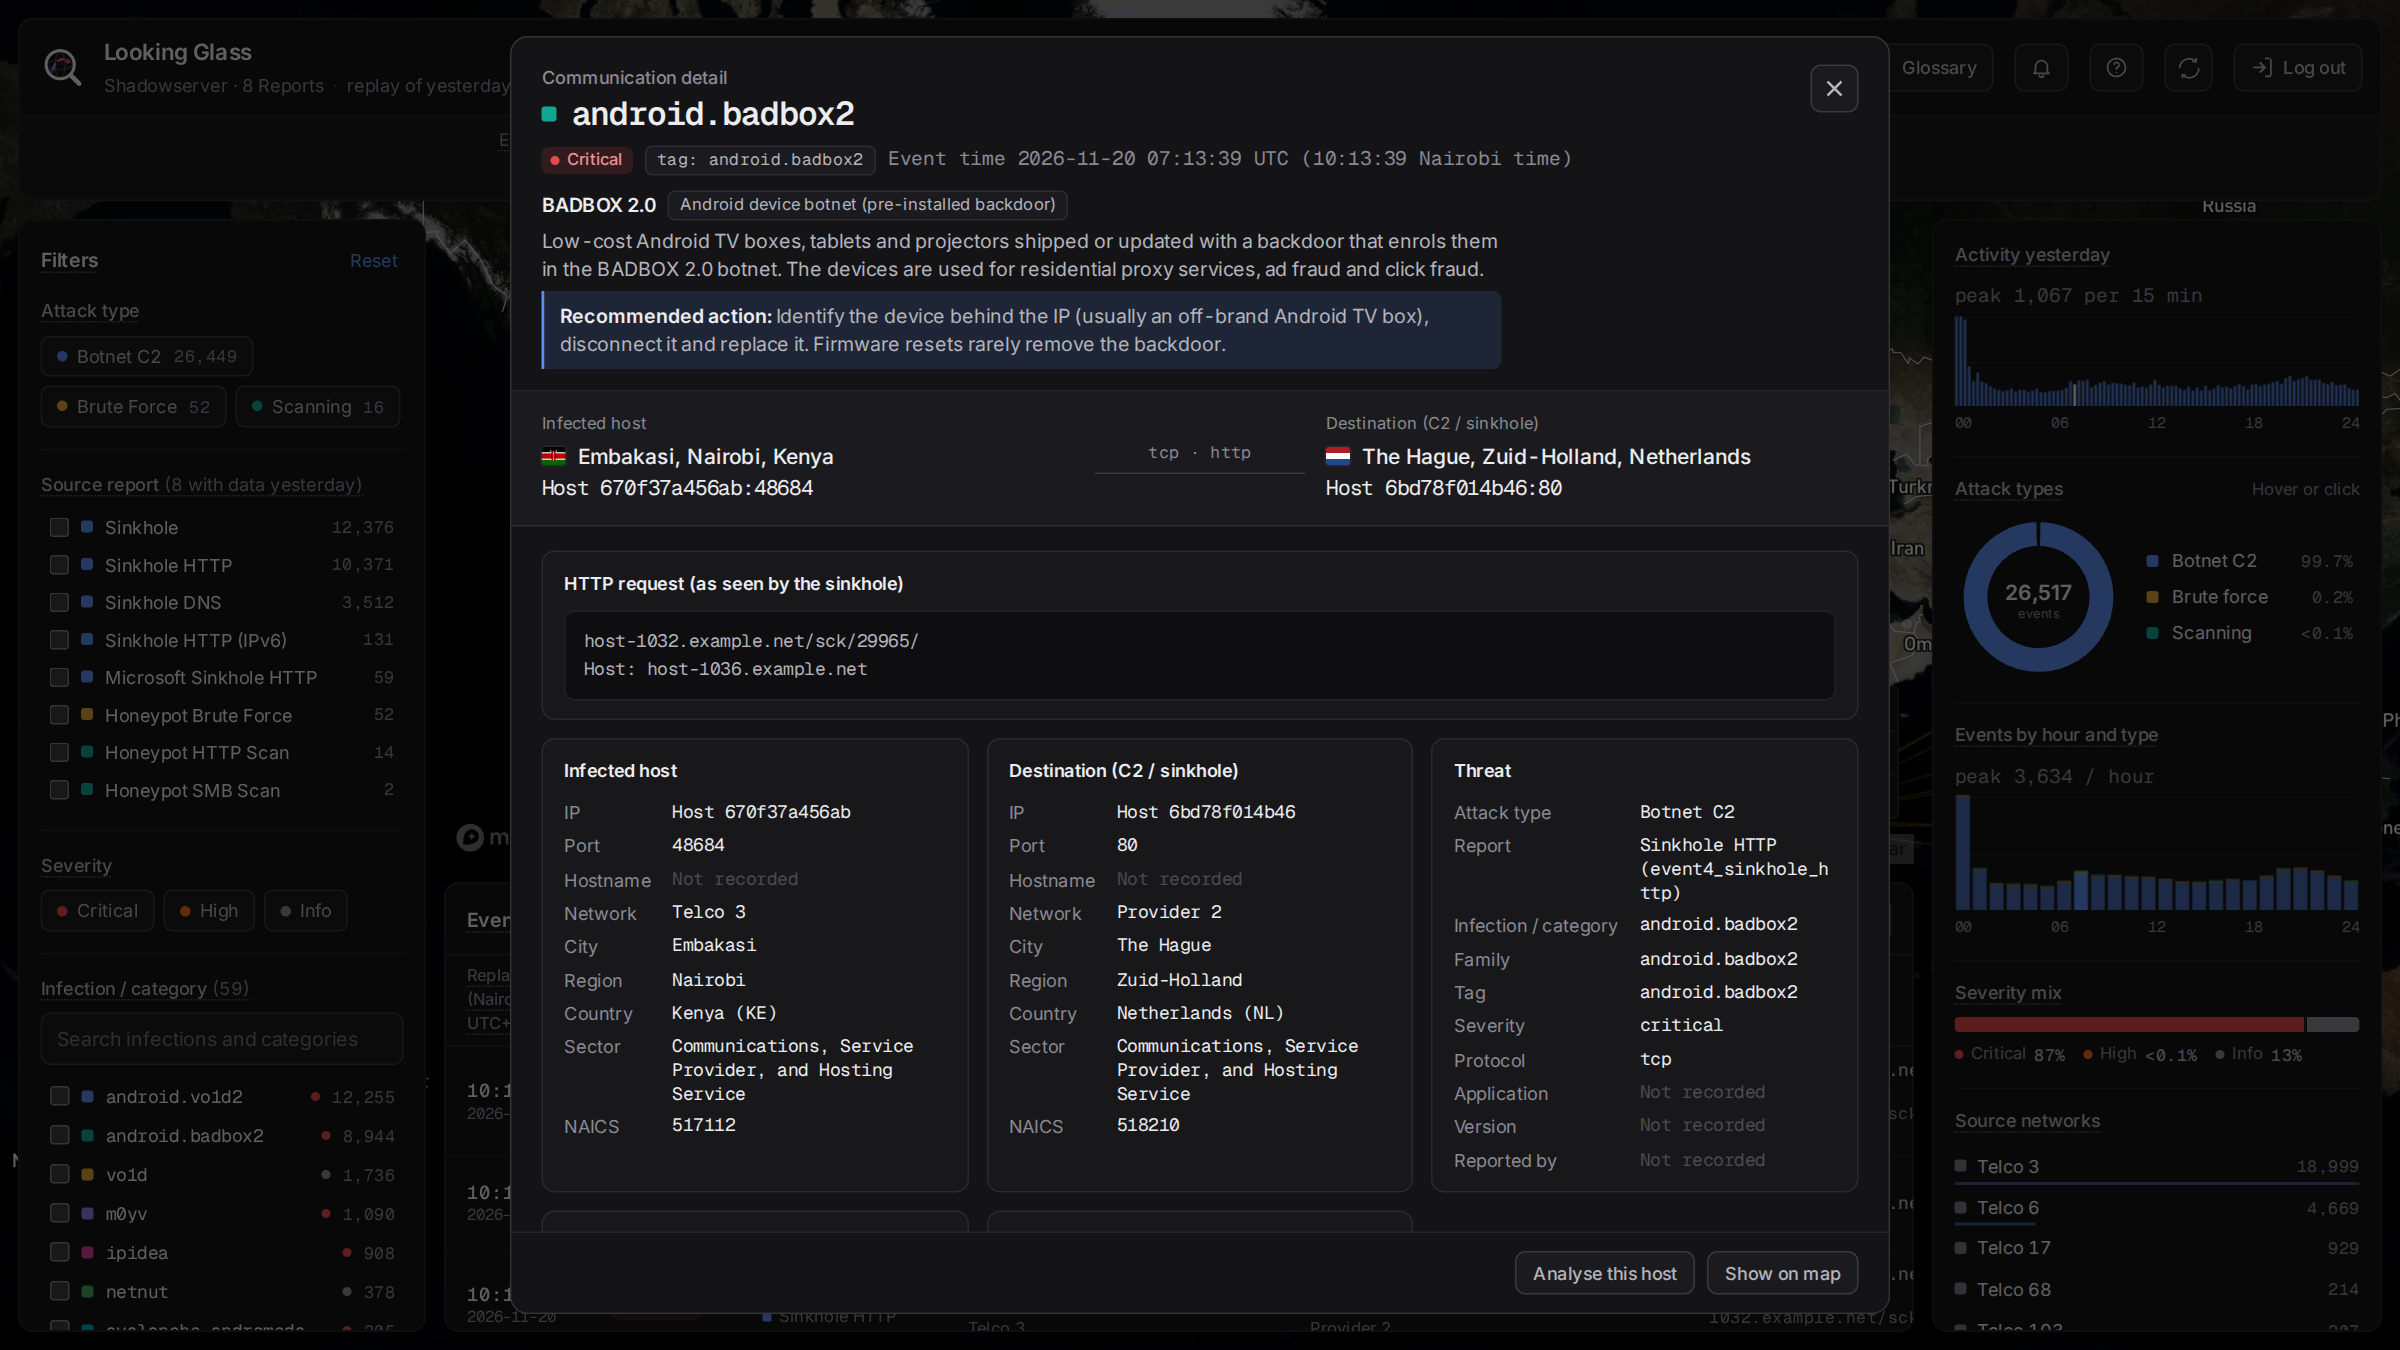 Looking Glass
Shadowserver · 8 Reports · replay of yesterday
Glossary
Log out
Russia
Filters
Reset
Attack type
Botnet C2 26,449
Brute Force 52
Scanning 16
Source report (8 with data yesterday)
Sinkhole 12,376
Sinkhole HTTP 10,371
Sinkhole DNS 3,512
Sinkhole HTTP (IPv6) 131
Microsoft Sinkhole HTTP 59
Honeypot Brute Force 52
Honeypot HTTP Scan 14
Honeypot SMB Scan 2
Severity
Critical
High
Info
Infection / category (59)
Search infections and categories
android.vo1d2 12,255
android.badbox2 8,944
vo1d 1,736
m0yv 1,090
ipidea 908
netnut 378
Communication detail
android.badbox2
Critical
tag: android.badbox2
Event time 2026-11-20 07:13:39 UTC (10:13:39 Nairobi time)
BADBOX 2.0
Android device botnet (pre-installed backdoor)
Low-cost Android TV boxes, tablets and projectors shipped or updated with a backdoor that enrols them
in the BADBOX 2.0 botnet. The devices are used for residential proxy services, ad fraud and click fraud.
Recommended action: Identify the device behind the IP (usually an off-brand Android TV box),
disconnect it and replace it. Firmware resets rarely remove the backdoor.
Infected host
Embakasi, Nairobi, Kenya
Host 670f37a456ab:48684
tcp · http
Destination (C2 / sinkhole)
The Hague, Zuid-Holland, Netherlands
Host 6bd78f014b46:80
HTTP request (as seen by the sinkhole)
host-1032.example.net/sck/29965/
Host: host-1036.example.net
Infected host
IP Host 670f37a456ab
Port 48684
Hostname Not recorded
Network Telco 3
City Embakasi
Region Nairobi
Country Kenya (KE)
Sector Communications, Service
Provider, and Hosting
Service
NAICS 517112
Destination (C2 / sinkhole)
IP Host 6bd78f014b46
Port 80
Hostname Not recorded
Network Provider 2
City The Hague
Region Zuid-Holland
Country Netherlands (NL)
Sector Communications, Service
Provider, and Hosting
Service
NAICS 518210
Threat
Attack type Botnet C2
Report Sinkhole HTTP
(event4_sinkhole_h
ttp)
Infection / category android.badbox2
Family android.badbox2
Tag android.badbox2
Severity critical
Protocol tcp
Application Not recorded
Version Not recorded
Reported by Not recorded
Analyse this host
Show on map
2026-11-20
Sinkhole HTTP
Telco 3
Provider 2
Activity yesterday
peak 1,067 per 15 min
00 06 12 18 24
Iran
Attack types
Hover or click
26,517
events
Botnet C2 99.7%
Brute force 0.2%
Scanning <0.1%
Events by hour and type
peak 3,634 / hour
00 06 12 18 24
Severity mix
Critical 87% High <0.1% Info 13%
Source networks
Telco 3 18,999
Telco 6 4,669
Telco 17 929
Telco 68 214